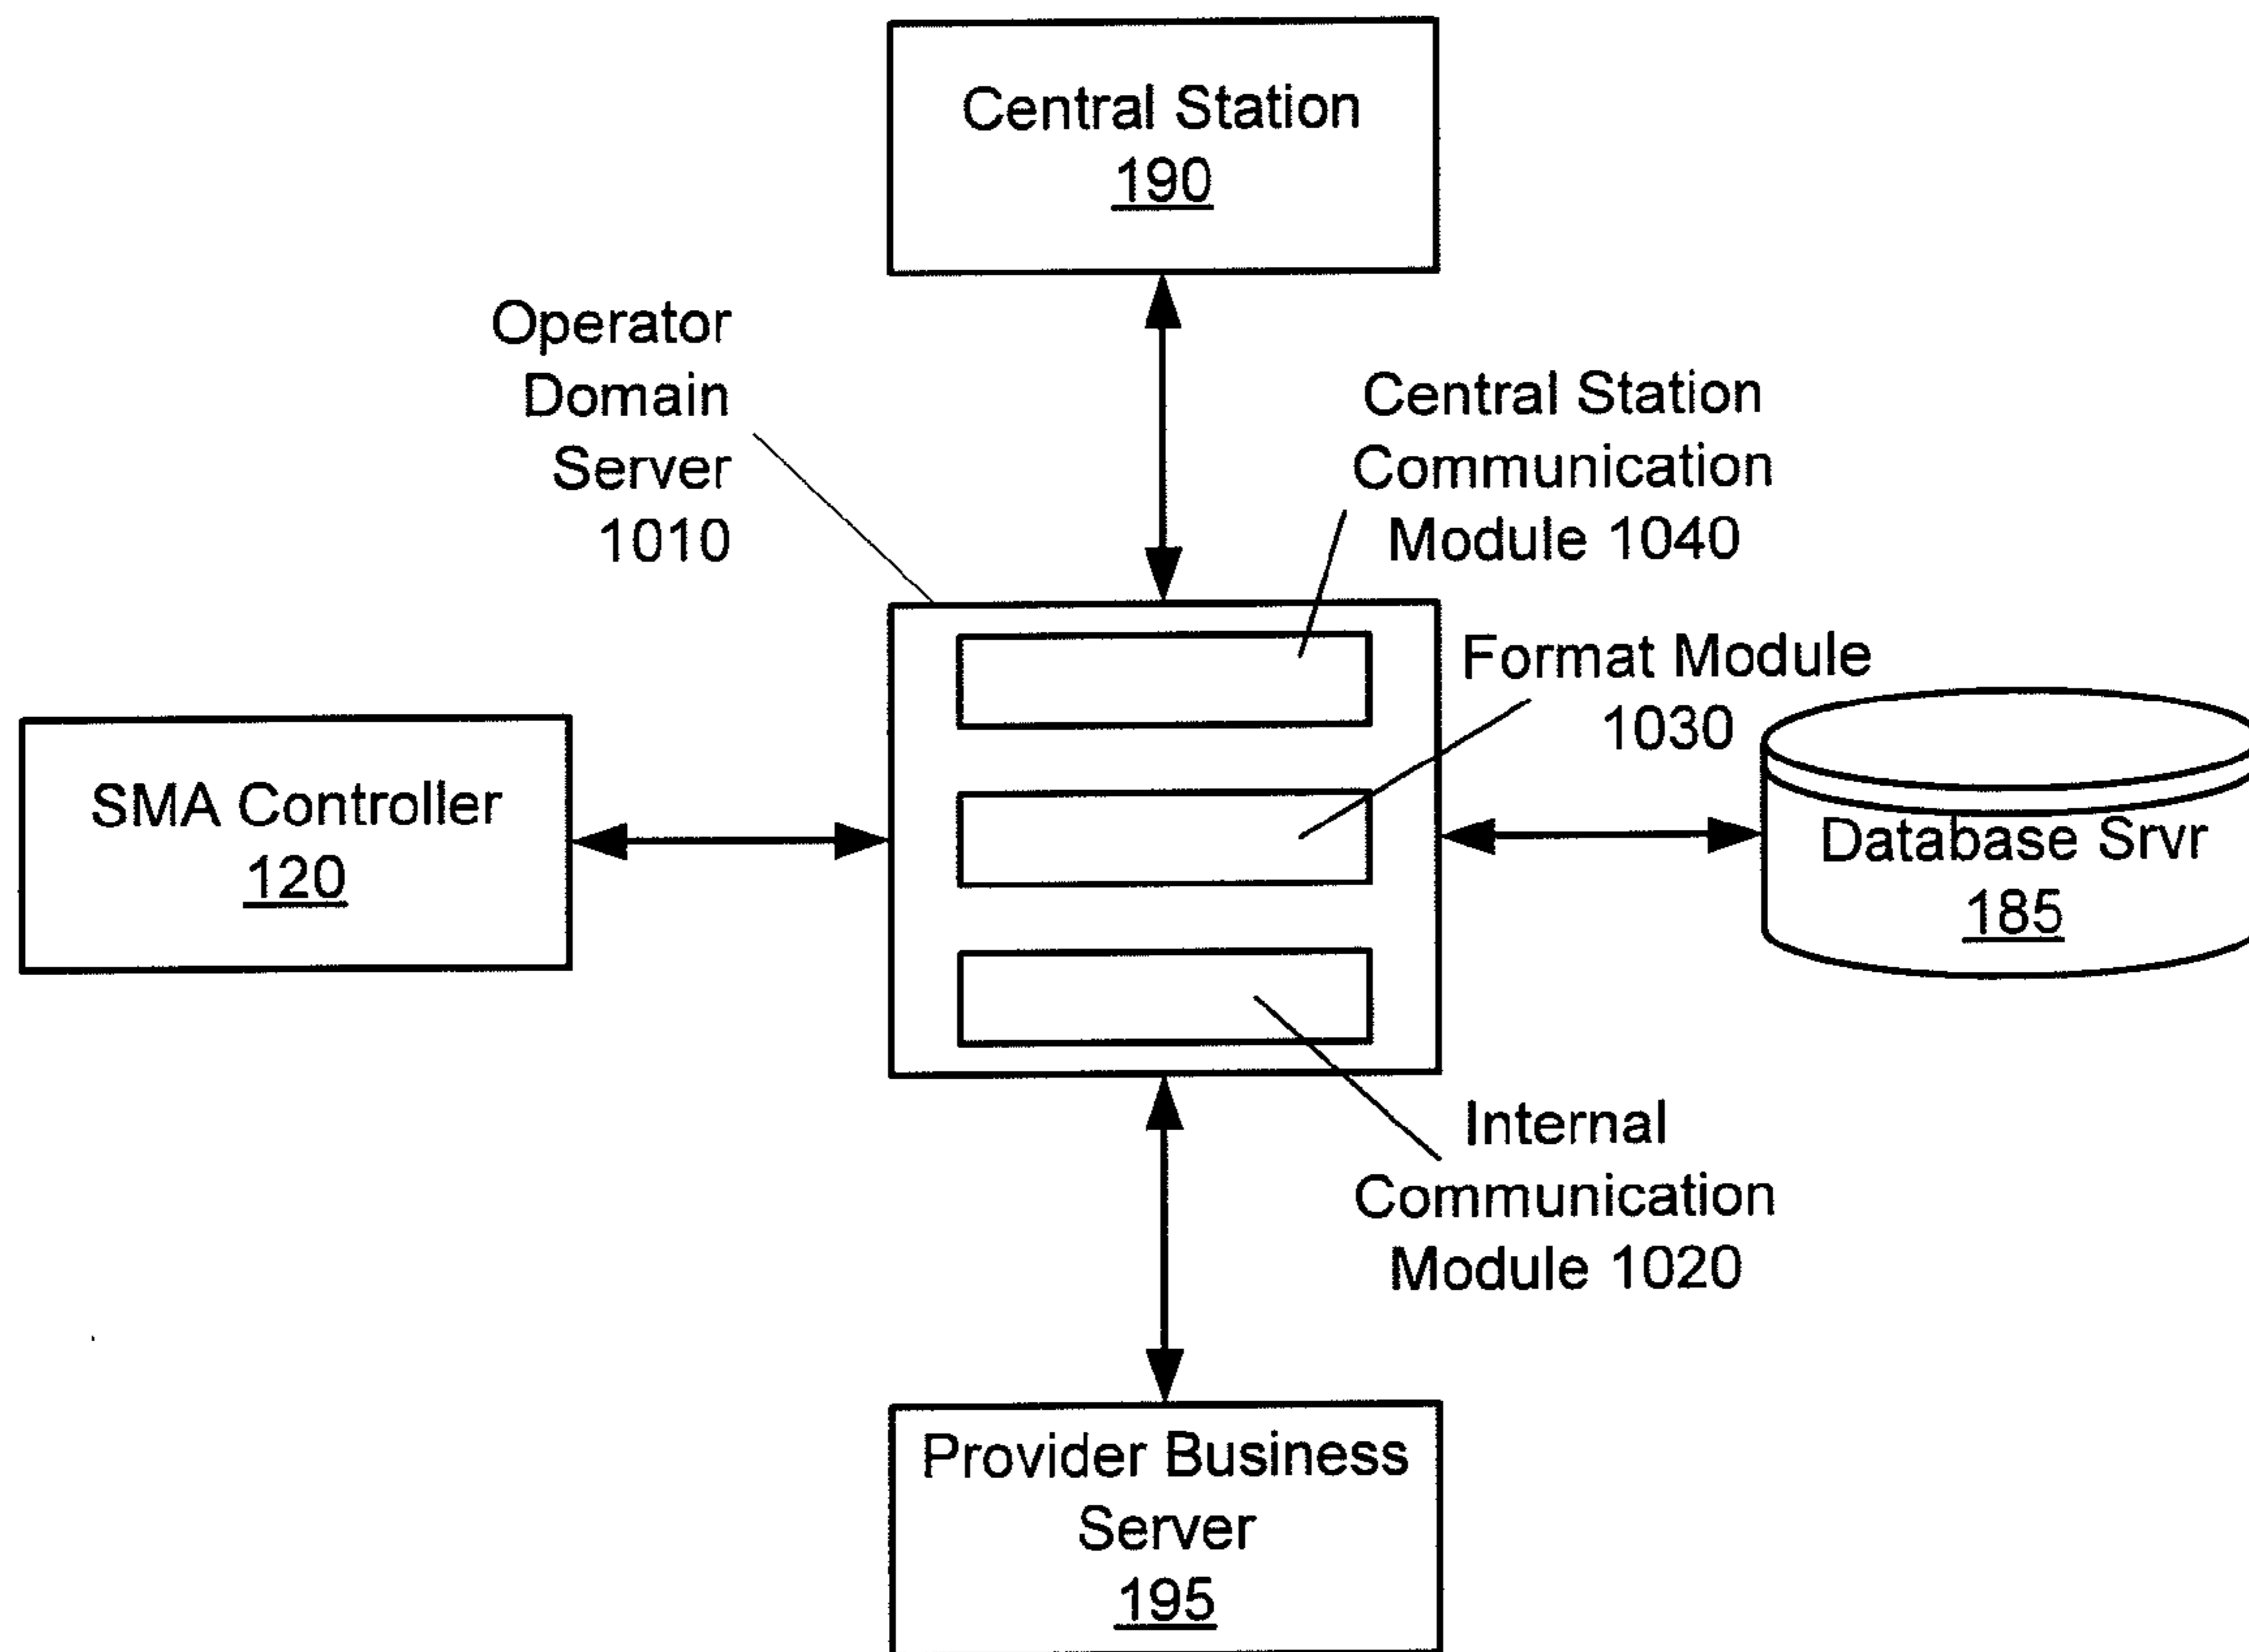 Central Station
190
Operator
Domain
Server
1010
Central Station
Communication
Module 1040
Format Module
1030
SMA Controller
120
Database Srvr
185
Internal
Communication
Module 1020
Provider Business
Server
195